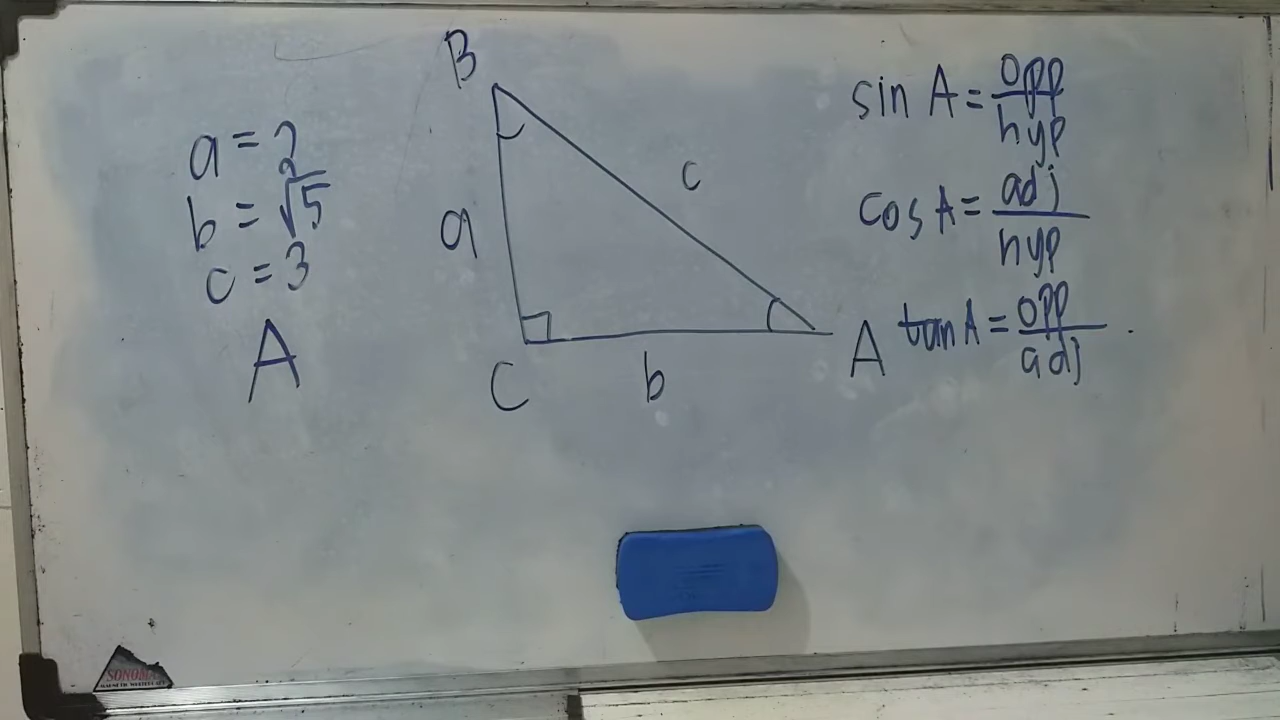 a = 2
b = √5
c = 3
A
B
a
c
C
b
A
sin A = opp/hyp
cos A = adj/hyp
tan A = opp/adj
SONOMA